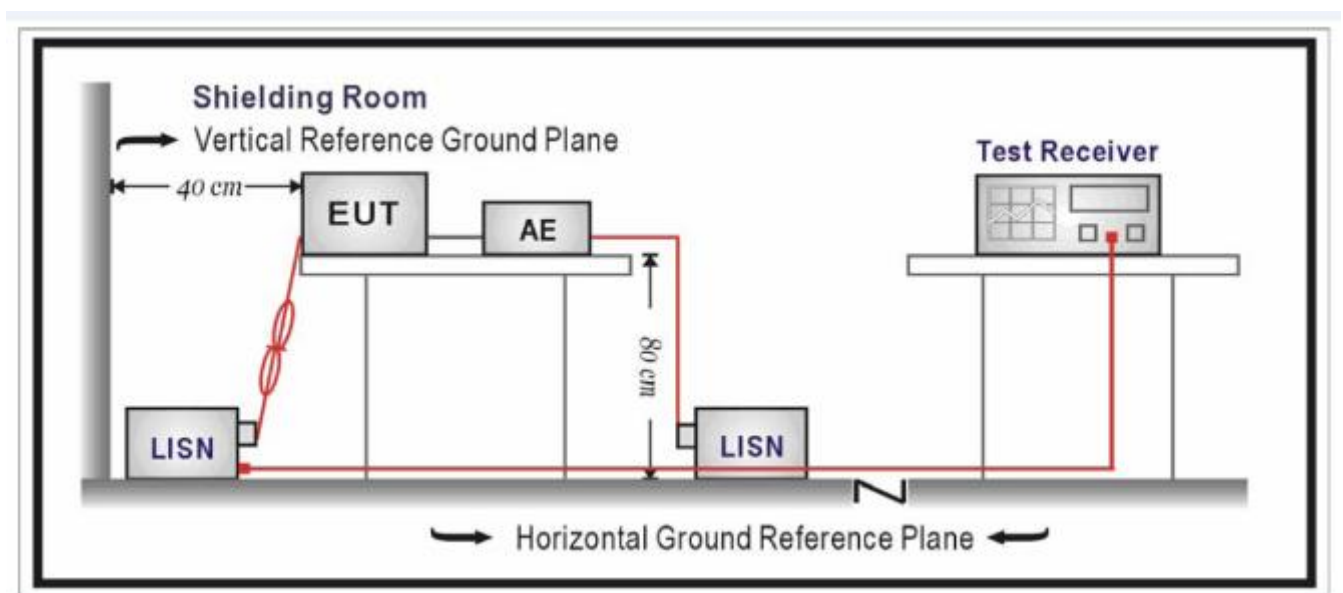 Shielding Room
Vertical Reference Ground Plane
Test Receiver
40 cm
EUT
AE
80 cm
LISN
LISN
Horizontal Ground Reference Plane